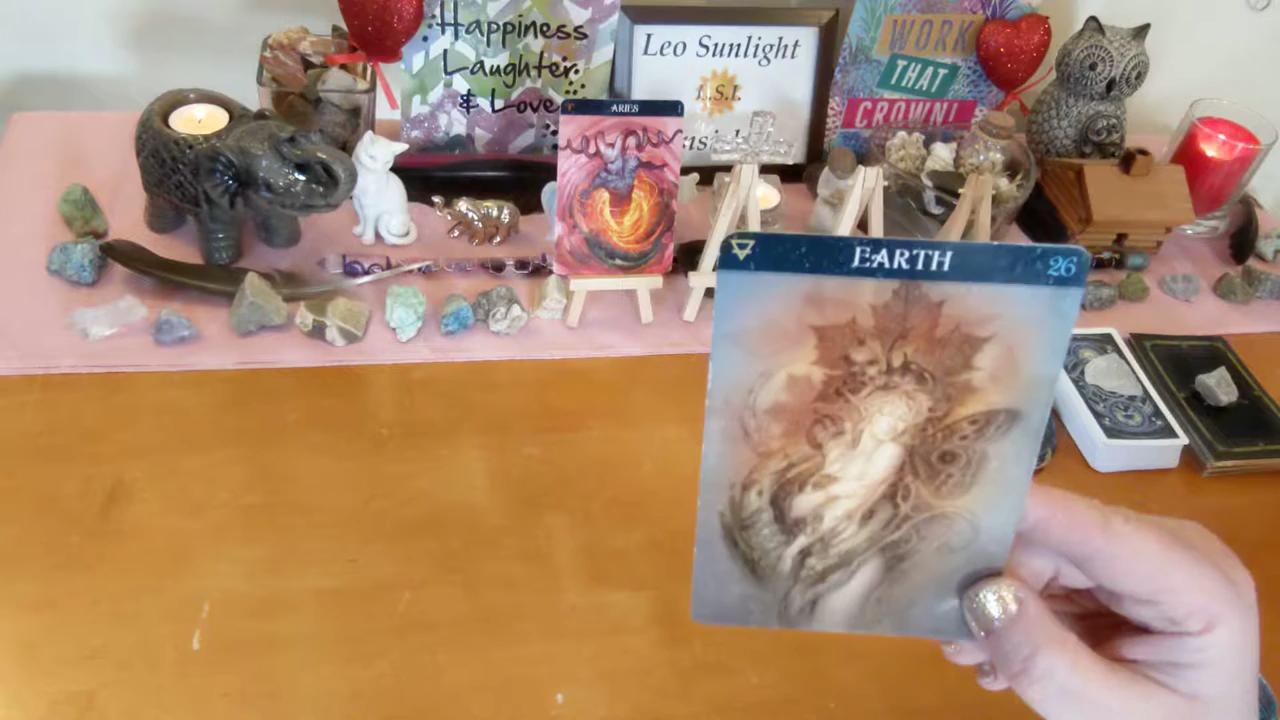 Happiness
Laughter
& Love
Leo Sunlight
L.S.I.
WORK
THAT
CROWN!
ARIES
EARTH
26